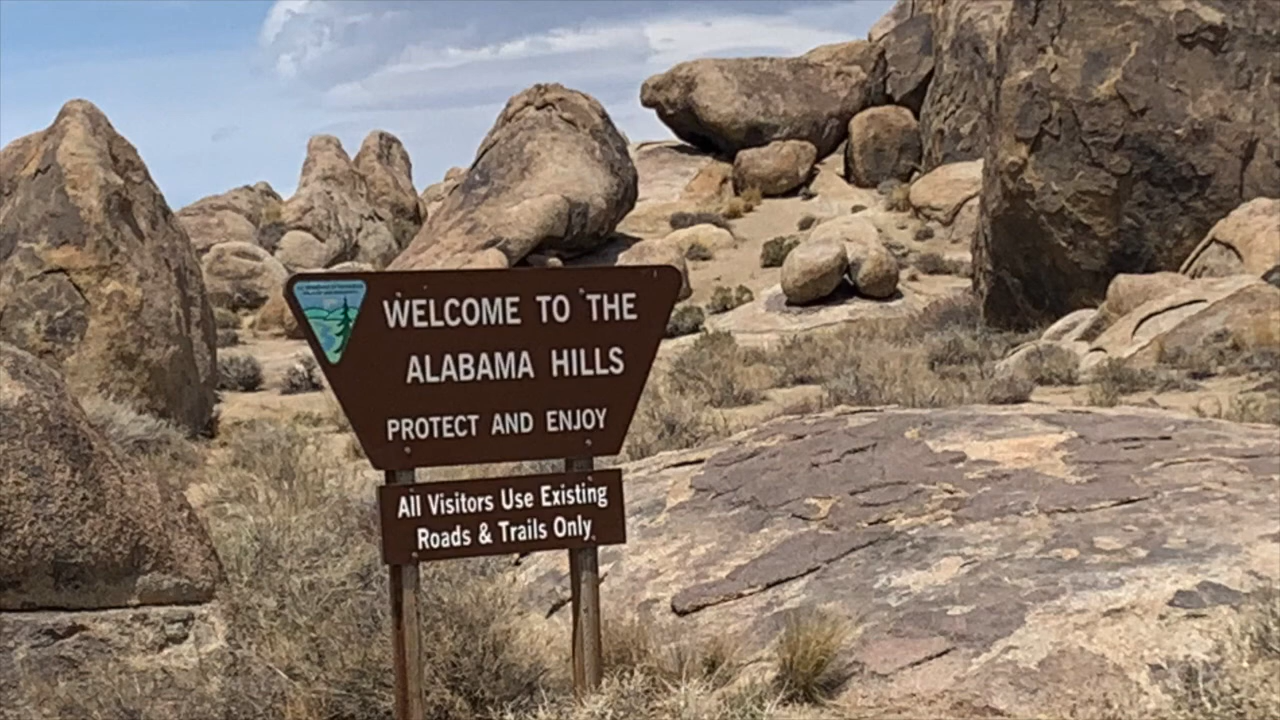 WELCOME TO THE
ALABAMA HILLS
PROTECT AND ENJOY
All Visitors Use Existing
Roads & Trails Only